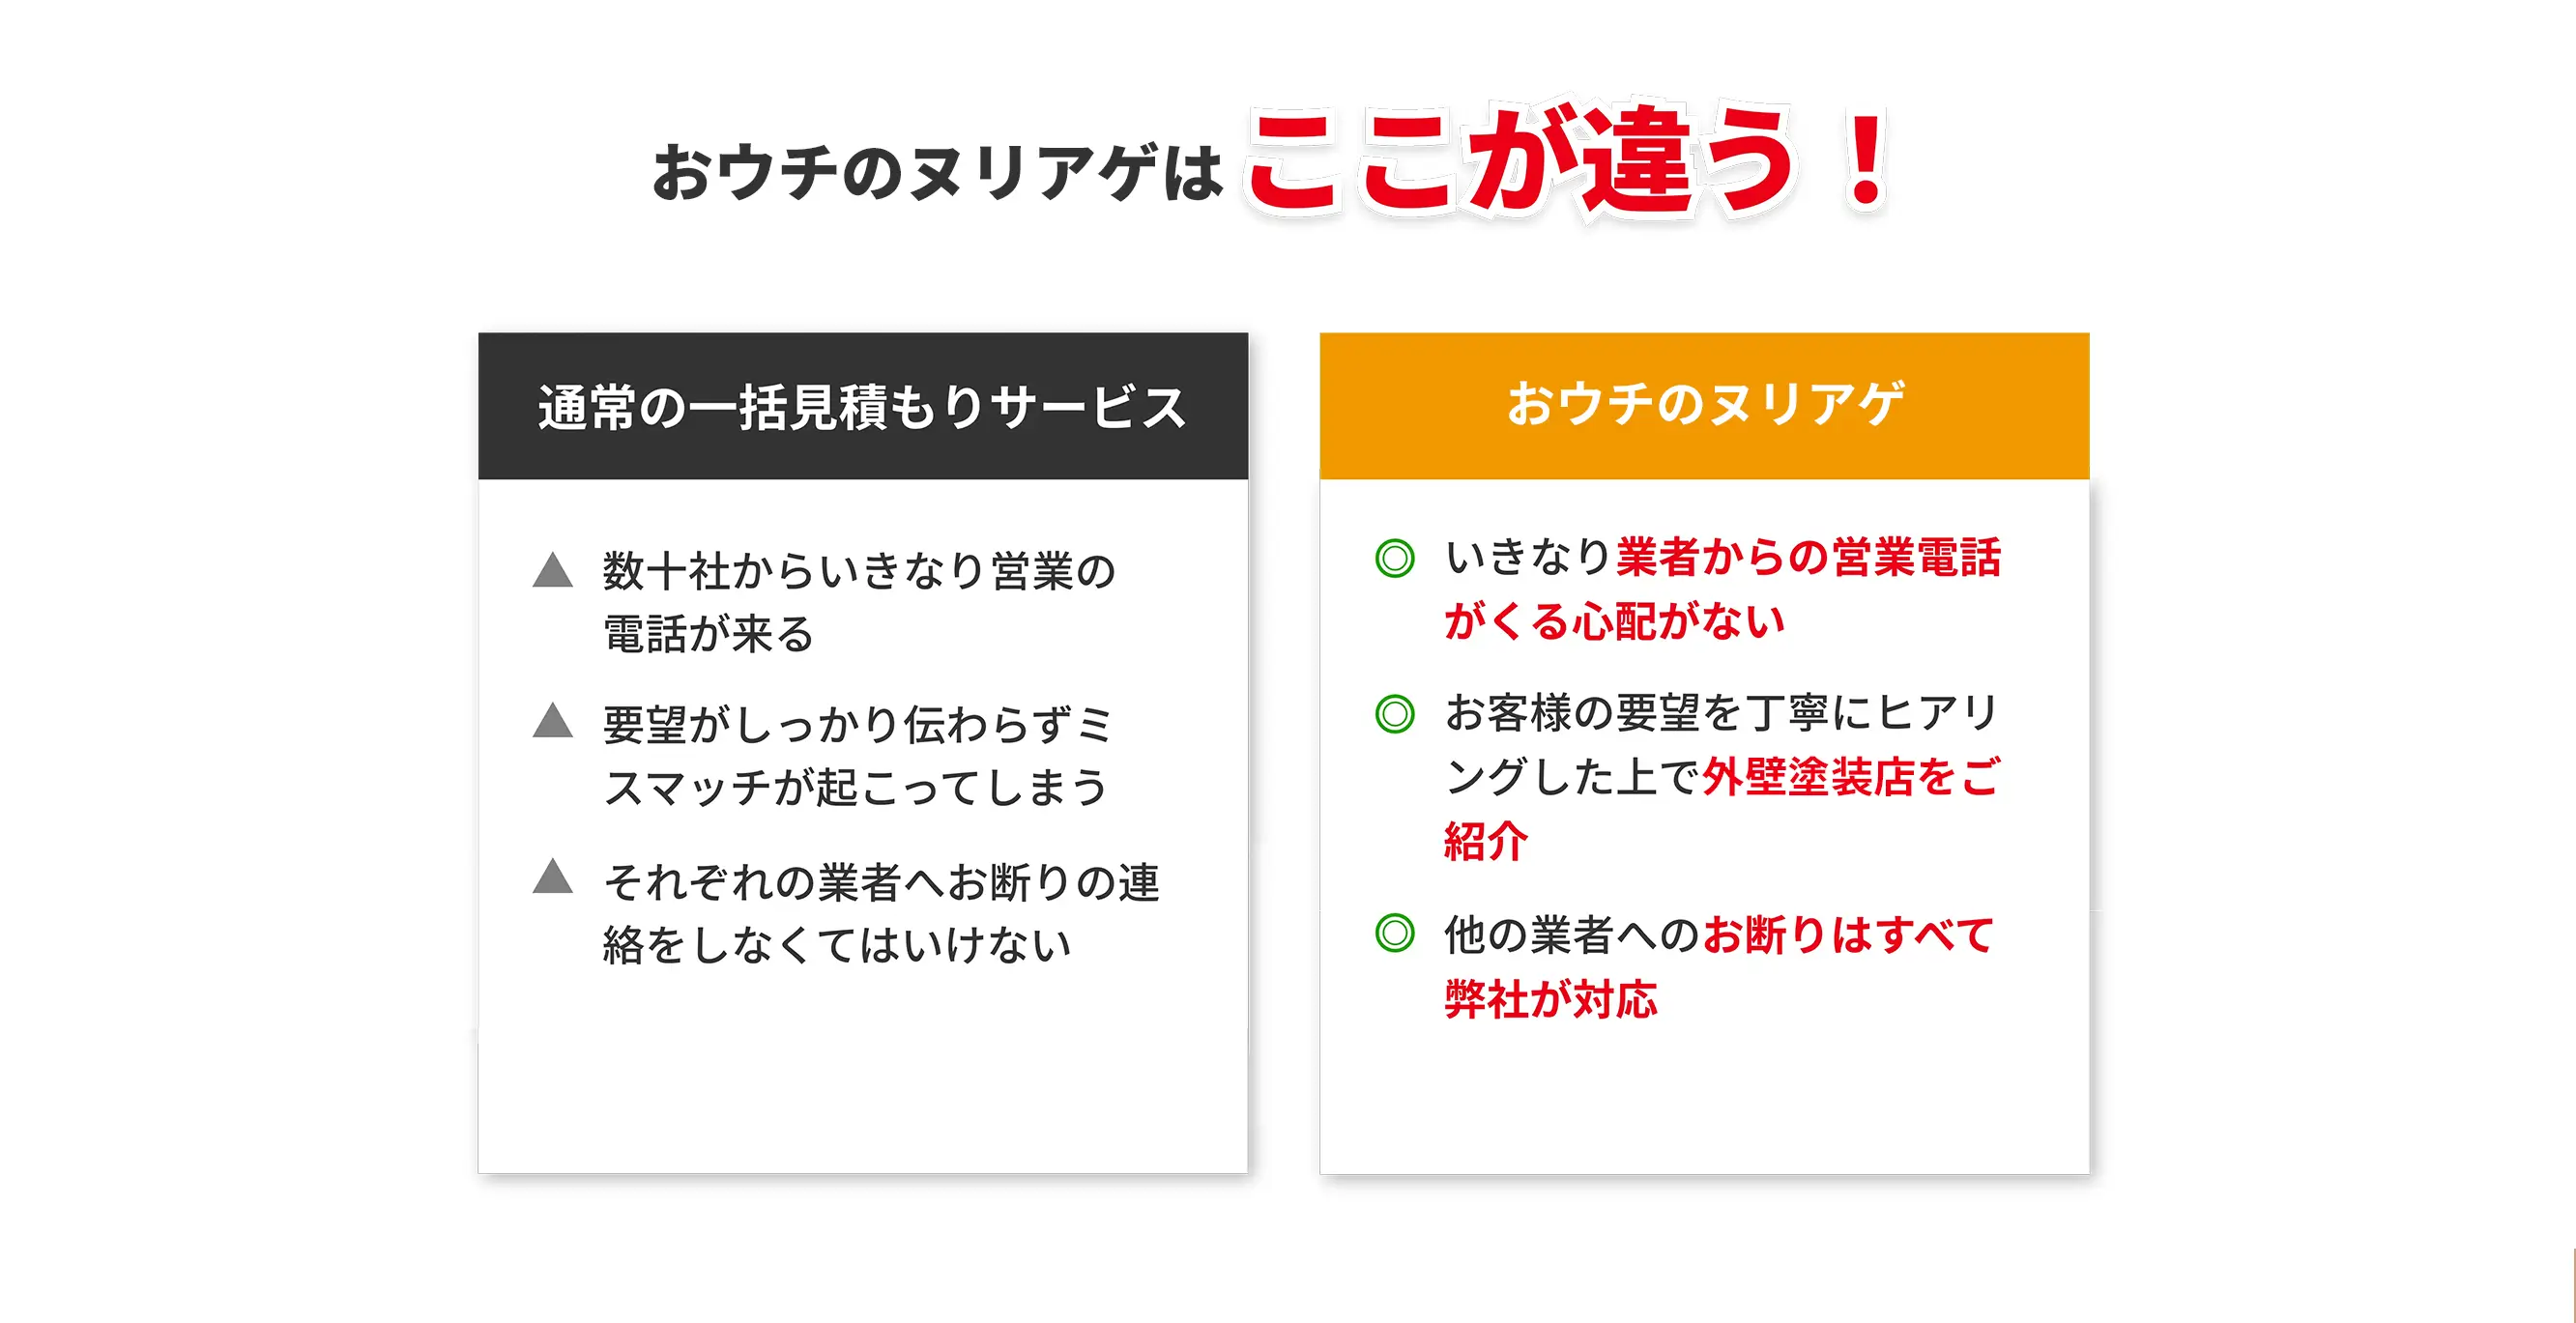 おウチのヌリアゲはここが違う！
通常の一括見積もりサービス
▲ 数十社からいきなり営業の
電話が来る
▲ 要望がしっかり伝わらずミ
スマッチが起こってしまう
▲ それぞれの業者へお断りの連
絡をしなくてはいけない
おウチのヌリアゲ
◎ いきなり業者からの営業電話
がくる心配がない
◎ お客様の要望を丁寧にヒアリ
ングした上で外壁塗装店をご
紹介
◎ 他の業者へのお断りはすべて
弊社が対応